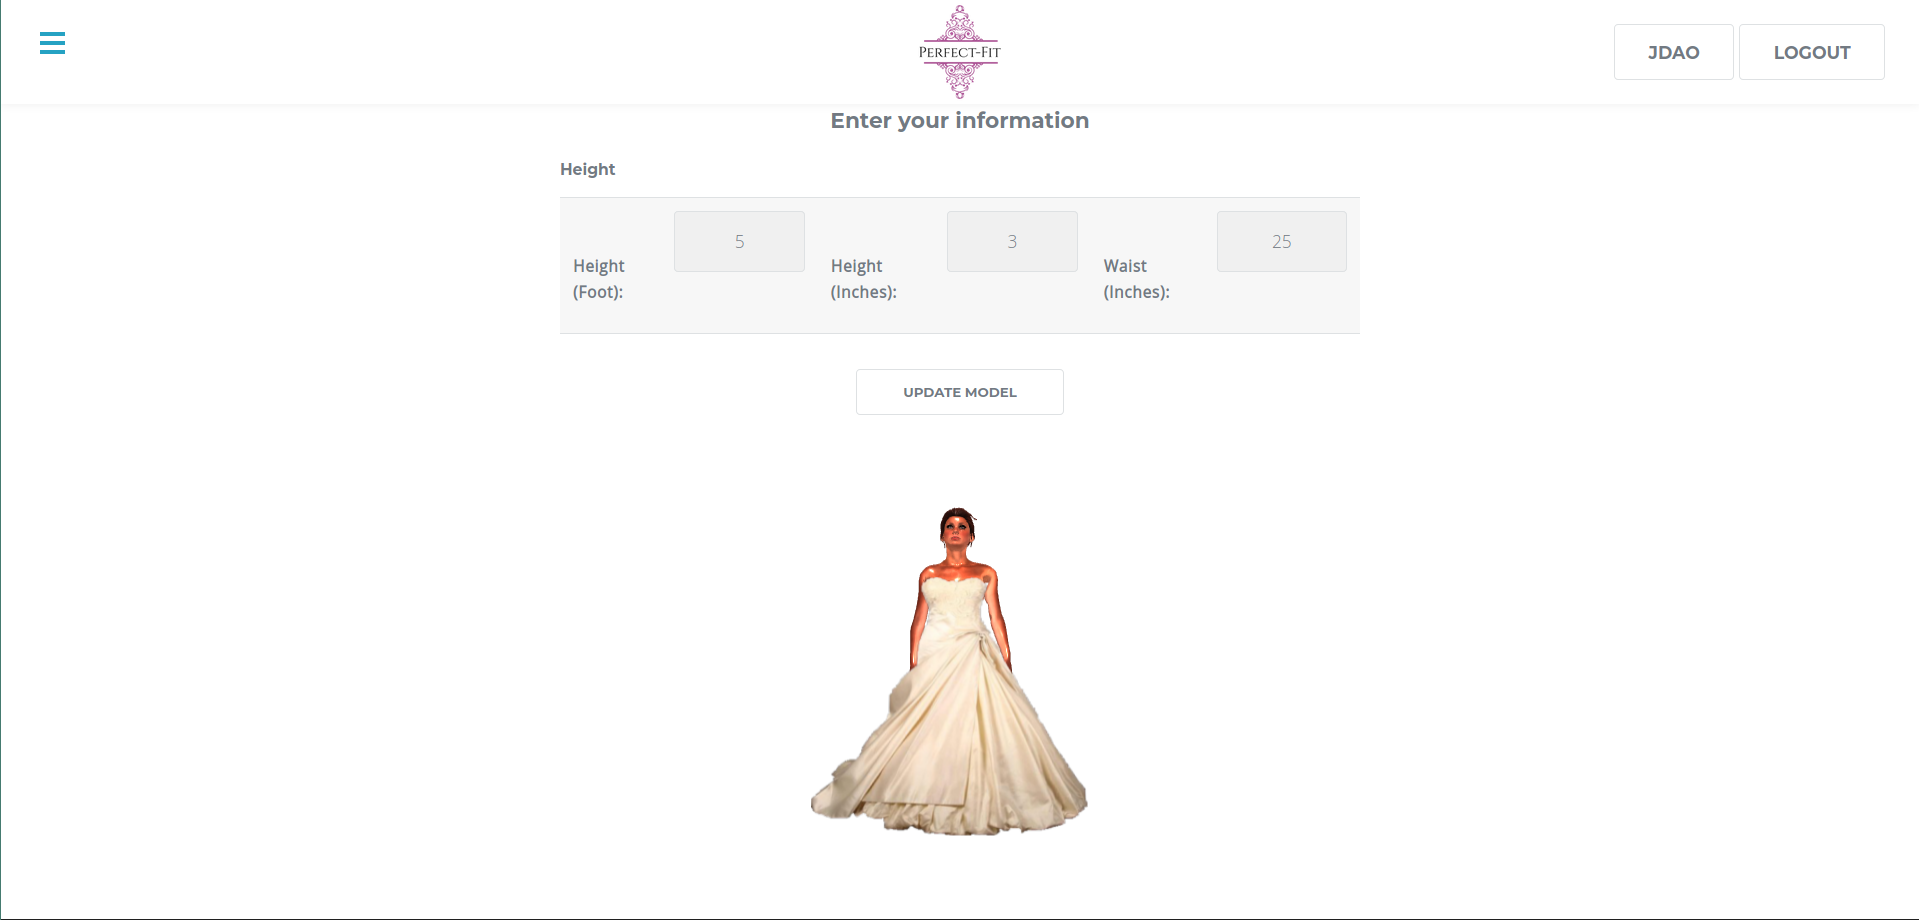 PERFECT-FIT
JDAO
LOGOUT
Enter your information
Height
Height
(Foot):
5
Height
(Inches):
3
Waist
(Inches):
25
UPDATE MODEL